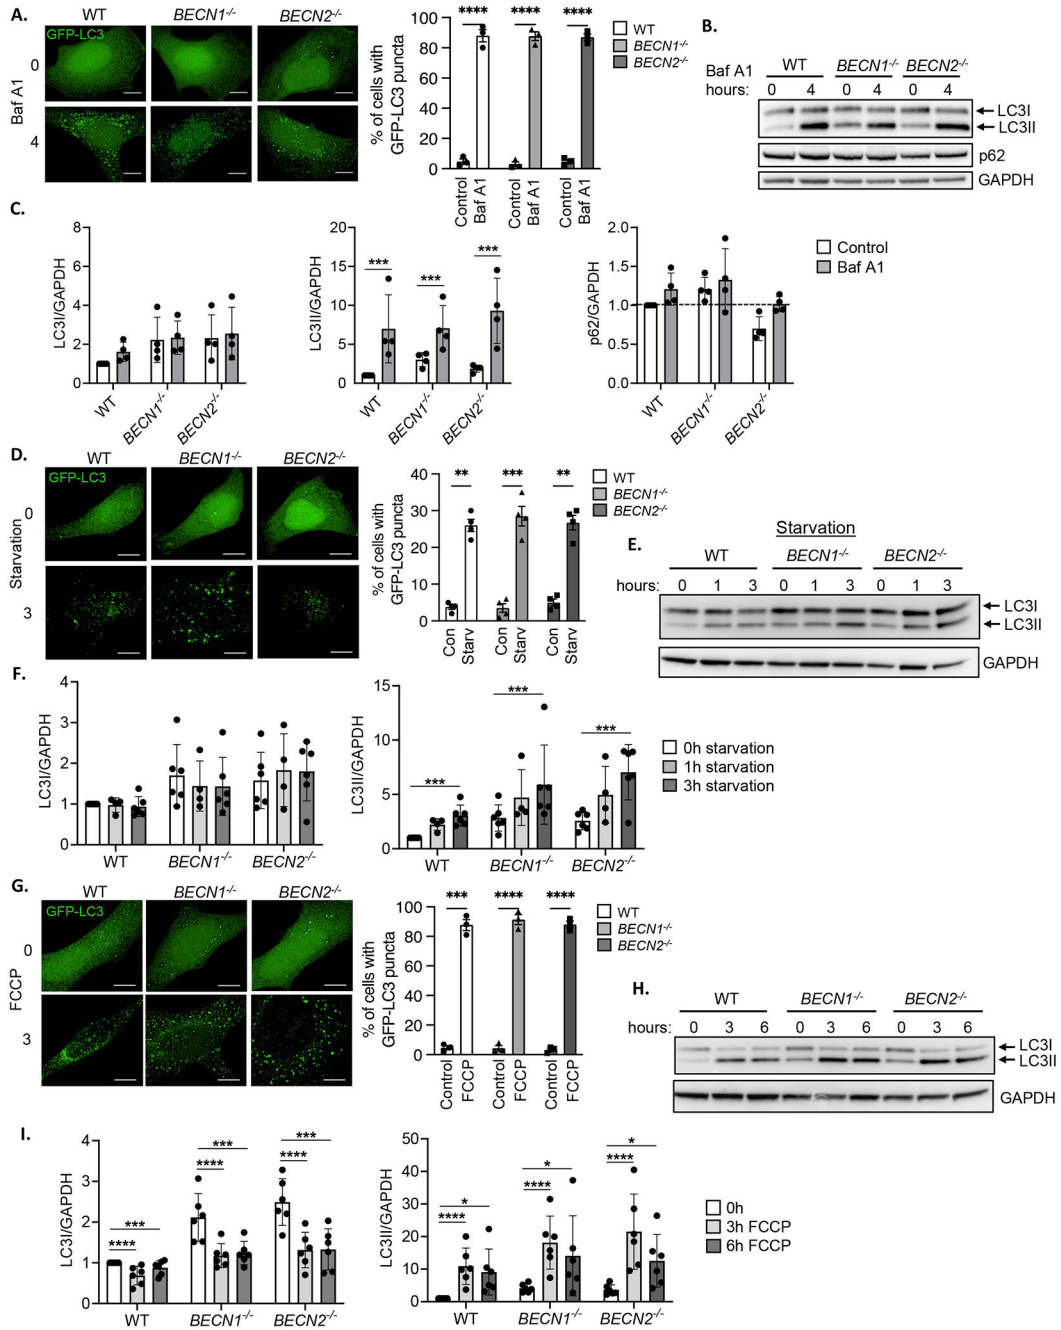 A.
WT BECN1-/- BECN2-/-
GFP-LC3
0
Baf A1
4
% of cells with
GFP-LC3 puncta
100
80
60
40
20
0
**** **** ****
Control
Baf A1
Control
Baf A1
Control
Baf A1
WT
BECN1-/-
BECN2-/-
B.
WT BECN1-/- BECN2-/-
Baf A1
hours: 0 4 0 4 0 4
LC3I
LC3II
p62
GAPDH
C.
LC3I/GAPDH
8
6
4
2
0
WT
BECN1-/-
BECN2-/-
LC3II/GAPDH
20
15
10
5
0
*** *** ***
WT
BECN1-/-
BECN2-/-
p62/GAPDH
2.0
1.5
1.0
0.5
0.0
WT
BECN1-/-
BECN2-/-
Control
Baf A1
D.
WT BECN1-/- BECN2-/-
GFP-LC3
0
Starvation
3
% of cells with
GFP-LC3 puncta
40
30
20
10
0
** *** **
Con
Starv
Con
Starv
Con
Starv
WT
BECN1-/-
BECN2-/-
E.
Starvation
WT BECN1-/- BECN2-/-
hours: 0 1 3 0 1 3 0 1 3
LC3I
LC3II
GAPDH
F.
LC3I/GAPDH
4
3
2
1
0
WT BECN1-/- BECN2-/-
LC3II/GAPDH
15
10
5
0
*** *** ***
WT BECN1-/- BECN2-/-
0h starvation
1h starvation
3h starvation
G.
WT BECN1-/- BECN2-/-
GFP-LC3
0
FCCP
3
% of cells with
GFP-LC3 puncta
100
80
60
40
20
0
*** **** ****
Control
FCCP
Control
FCCP
Control
FCCP
WT
BECN1-/-
BECN2-/-
H.
WT BECN1-/- BECN2-/-
hours: 0 3 6 0 3 6 0 3 6
LC3I
LC3II
GAPDH
I.
LC3I/GAPDH
4
3
2
1
0
*** *** ***
**** **** ****
WT BECN1-/- BECN2-/-
LC3II/GAPDH
50
40
30
20
10
0
* * *
**** **** ****
WT BECN1-/- BECN2-/-
0h
3h FCCP
6h FCCP